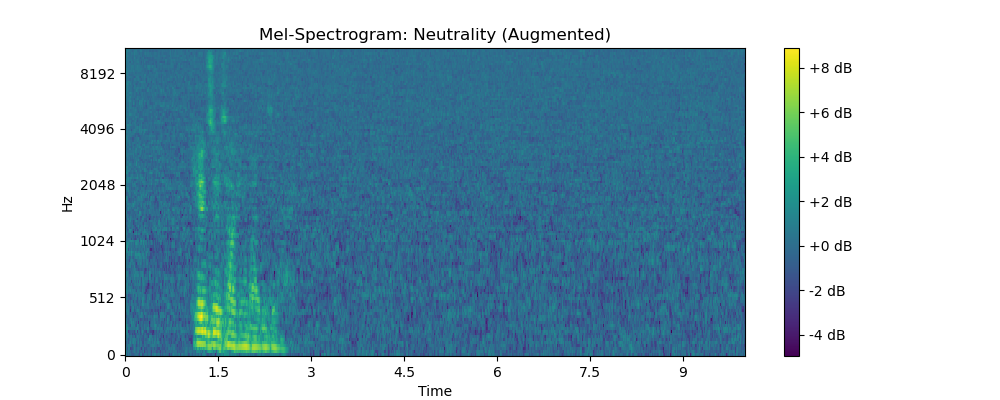 Mel-Spectrogram: Neutrality (Augmented)
8192
4096
2048
1024
512
0
Hz
0 1.5 3 4.5 6 7.5 9
Time
+8 dB
+6 dB
+4 dB
+2 dB
+0 dB
-2 dB
-4 dB